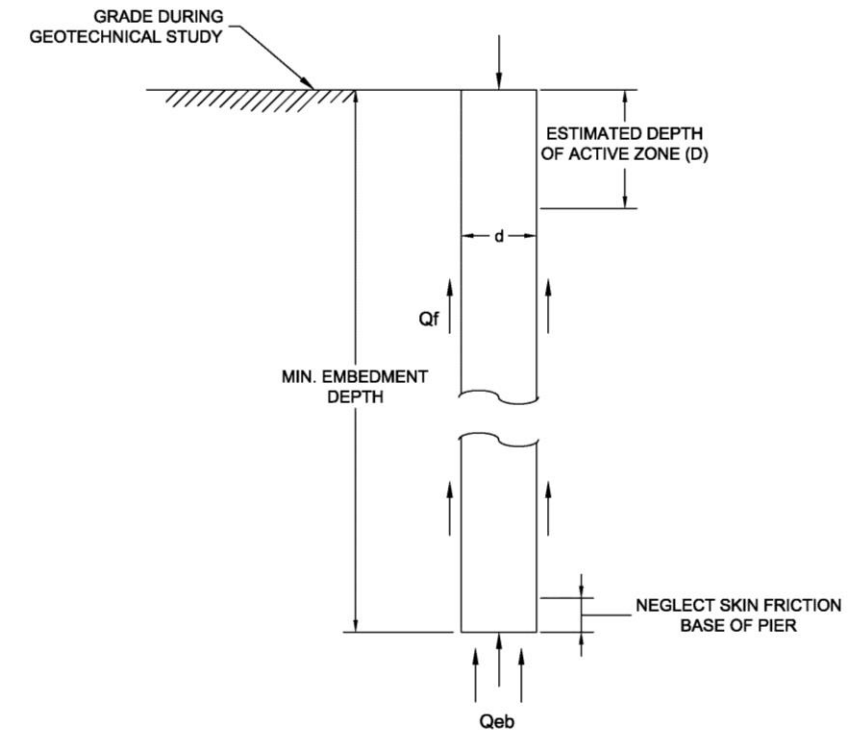 GRADE DURING
GEOTECHNICAL STUDY
ESTIMATED DEPTH
OF ACTIVE ZONE (D)
d
Qf
MIN. EMBEDMENT
DEPTH
NEGLECT SKIN FRICTION
BASE OF PIER
Qeb